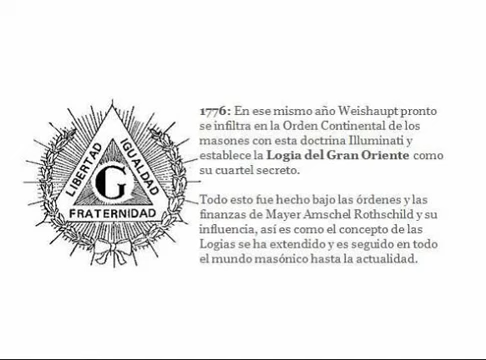 LIBERTAD
IGUALDAD
G
FRATERNIDAD
1776: En ese mismo año Weishaupt pronto
se infiltra en la Orden Continental de los
masones con esta doctrina Illuminati y
establece la Logia del Gran Oriente como
su cuartel secreto.
Todo esto fue hecho bajo las órdenes y las
finanzas de Mayer Amschel Rothschild y su
influencia, así es como el concepto de las
Logias se ha extendido y es seguido en todo
el mundo masónico hasta la actualidad.